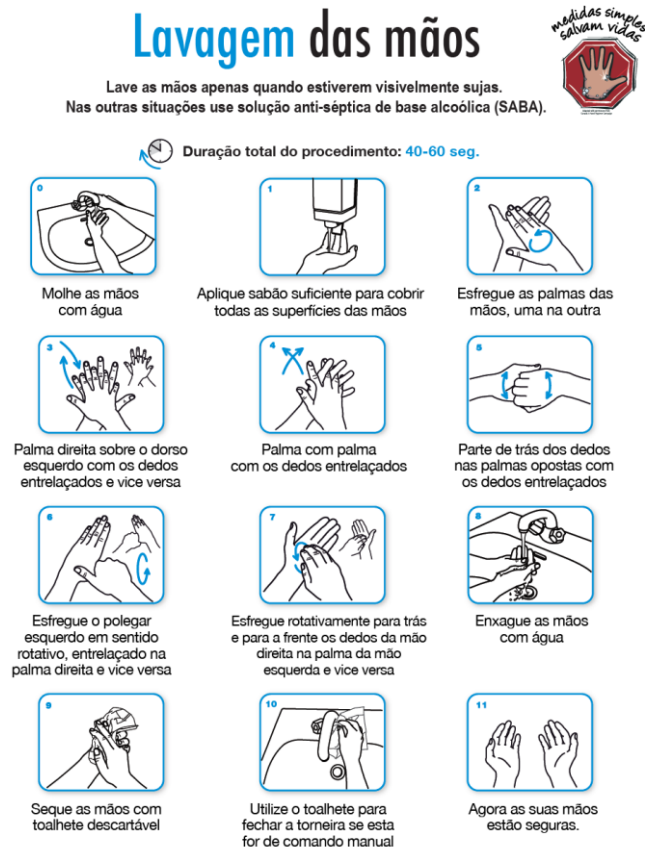 Lavagem das mãos
medidas simples
salvam vidas
Lave as mãos apenas quando estiverem visivelmente sujas.
Nas outras situações use solução anti-séptica de base alcoólica (SABA).
Duração total do procedimento: 40-60 seg.
0
Molhe as mãos
com água
1
Aplique sabão suficiente para cobrir
todas as superfícies das mãos
2
Esfregue as palmas das
mãos, uma na outra
3
Palma direita sobre o dorso
esquerdo com os dedos
entrelaçados e vice versa
4
Palma com palma
com os dedos entrelaçados
5
Parte de trás dos dedos
nas palmas opostas com
os dedos entrelaçados
6
Esfregue o polegar
esquerdo em sentido
rotativo, entrelaçado na
palma direita e vice versa
7
Esfregue rotativamente para trás
e para a frente os dedos da mão
direita na palma da mão
esquerda e vice versa
8
Enxague as mãos
com água
9
Seque as mãos com
toalhete descartável
10
Utilize o toalhete para
fechar a torneira se esta
for de comando manual
11
Agora as suas mãos
estão seguras.